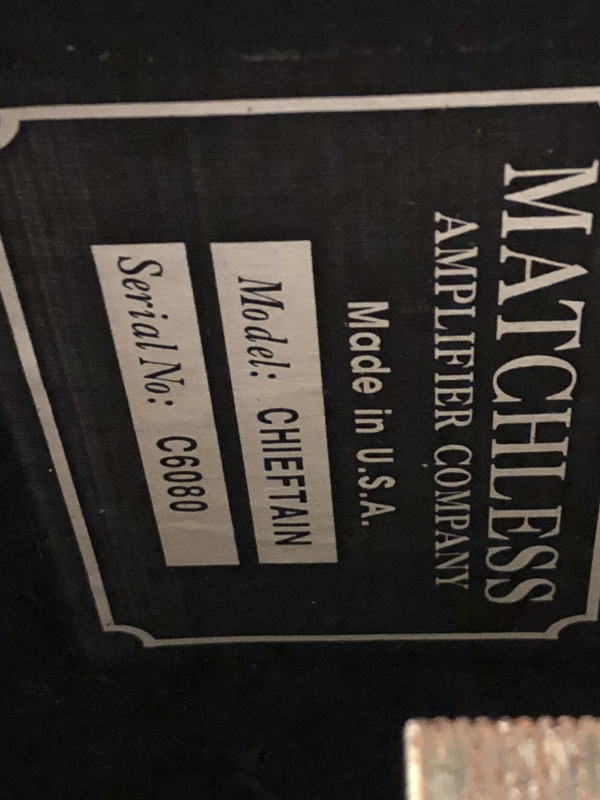 MATCHLESS
AMPLIFIER COMPANY
Made in U.S.A.
Model: CHIEFTAIN
Serial No: C6080